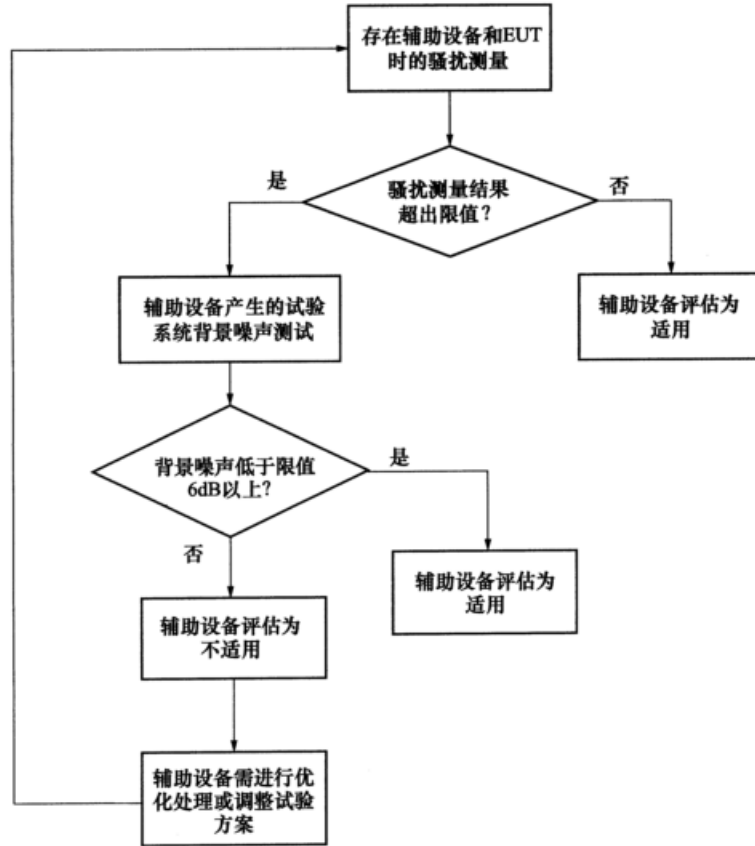 存在辅助设备和EUT
时的骚扰测量
骚扰测量结果
超出限值？
是
否
辅助设备产生的试验
系统背景噪声测试
辅助设备评估为
适用
背景噪声低于限值
6dB以上？
是
否
辅助设备评估为
适用
辅助设备评估为
不适用
辅助设备需进行优
化处理或调整试验
方案